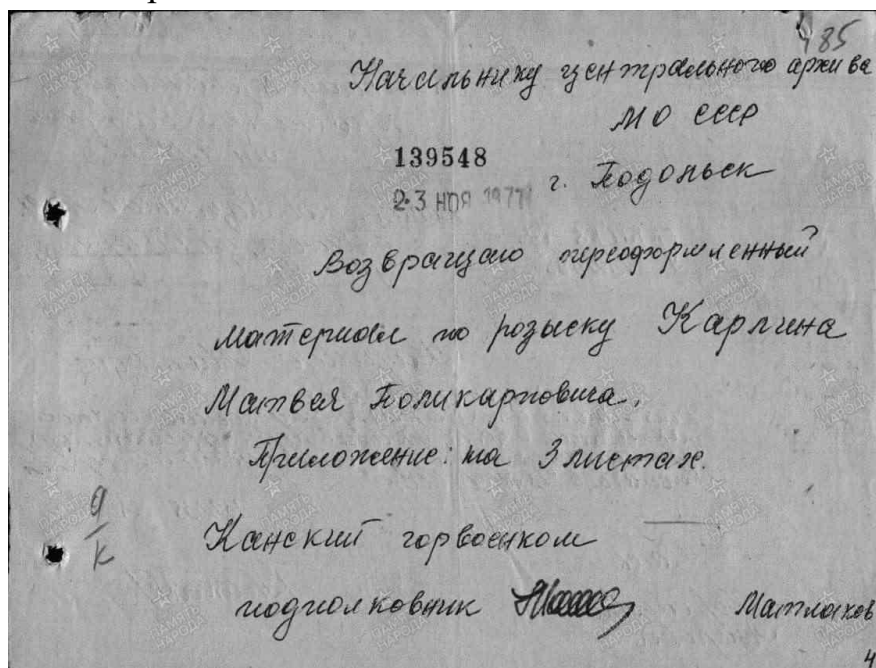 485
Начальнику центрального архива
МО СССР
139548
23 НОЯ 1977
г. Подольск
Возвращаю переоформленный
материал по розыску Карпина
Матвея Поликарповича.
Приложение: на 3 листах.
Канский горвоенком
подполковник Матлахов
4